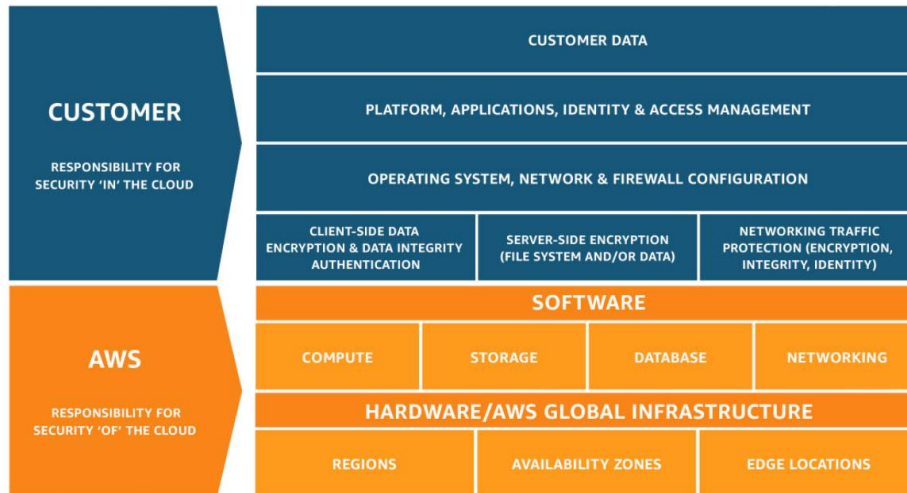 CUSTOMER DATA
CUSTOMER
RESPONSIBILITY FOR
SECURITY ‘IN’ THE CLOUD
PLATFORM, APPLICATIONS, IDENTITY & ACCESS MANAGEMENT
OPERATING SYSTEM, NETWORK & FIREWALL CONFIGURATION
CLIENT-SIDE DATA
ENCRYPTION & DATA INTEGRITY
AUTHENTICATION
SERVER-SIDE ENCRYPTION
(FILE SYSTEM AND/OR DATA)
NETWORKING TRAFFIC
PROTECTION (ENCRYPTION,
INTEGRITY, IDENTITY)
AWS
RESPONSIBILITY FOR
SECURITY ‘OF’ THE CLOUD
SOFTWARE
COMPUTE
STORAGE
DATABASE
NETWORKING
HARDWARE/AWS GLOBAL INFRASTRUCTURE
REGIONS
AVAILABILITY ZONES
EDGE LOCATIONS